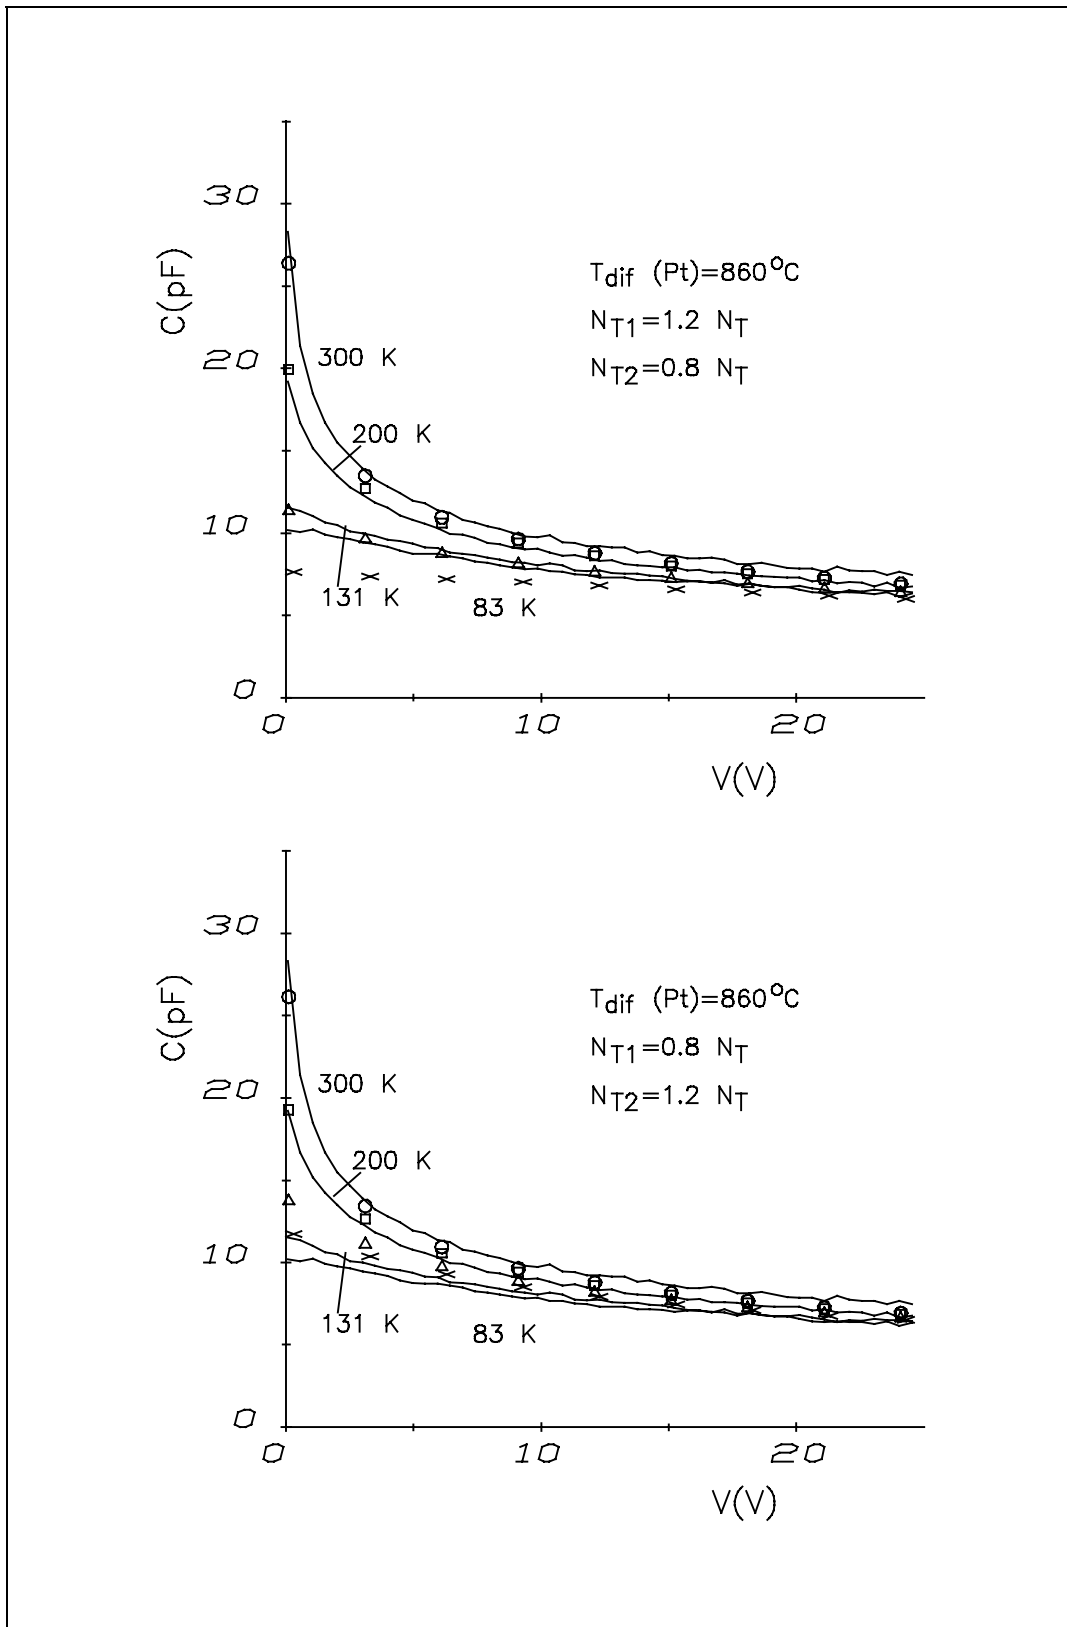 30
C(pF)
T_dif (Pt)=860°C
N_T1=1.2 N_T
300 K
20
N_T2=0.8 N_T
200 K
10
131 K
83 K
0
0
10
20
V(V)
30
C(pF)
T_dif (Pt)=860°C
N_T1=0.8 N_T
300 K
20
N_T2=1.2 N_T
200 K
10
131 K
83 K
0
0
10
20
V(V)